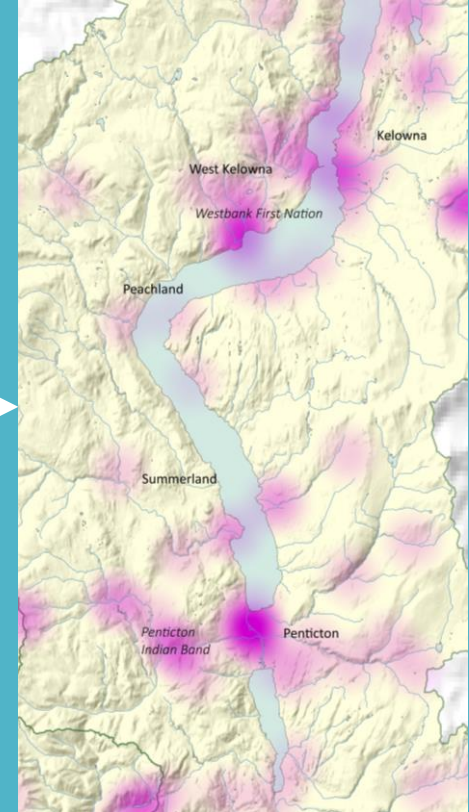 Kelowna
West Kelowna
Westbank First Nation
Peachland
Summerland
Penticton
Indian Band
Penticton